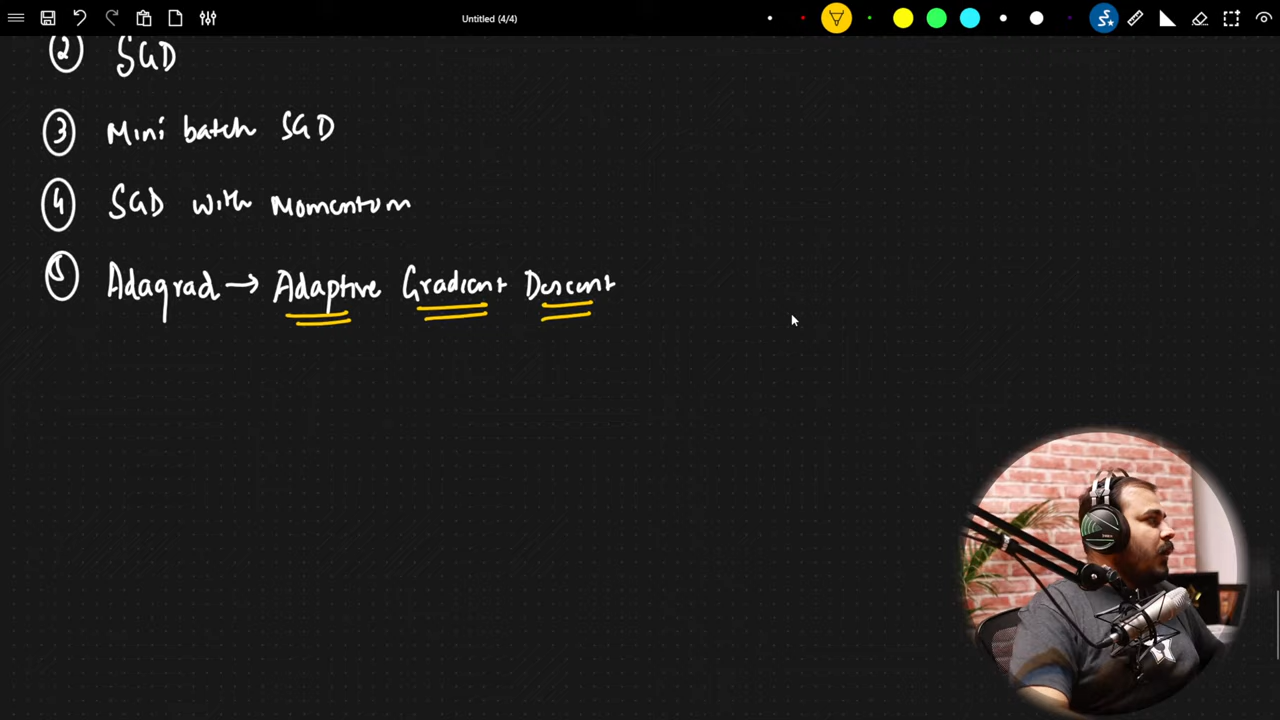 Untitled (4/4)
② SGD
③ Mini batch SGD
④ SGD with Momentum
⑤ Adagrad → Adaptive Gradient Descent